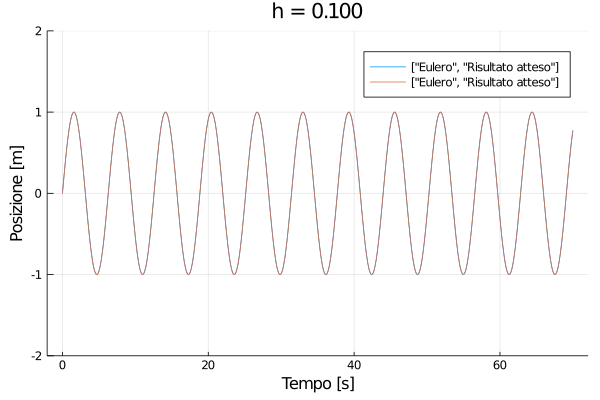 h = 0.100
["Eulero", "Risultato atteso"]
["Eulero", "Risultato atteso"]
Posizione [m]
2
1
0
-1
-2
0
20
40
60
Tempo [s]